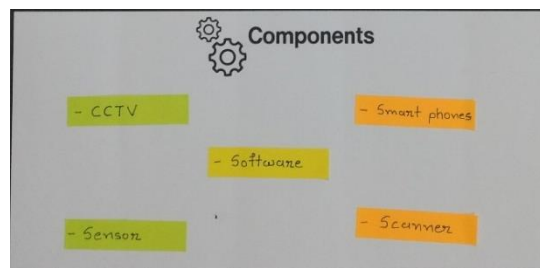 Components
- CCTV
- Smart phones
- Software
- Sensor
- Scanner